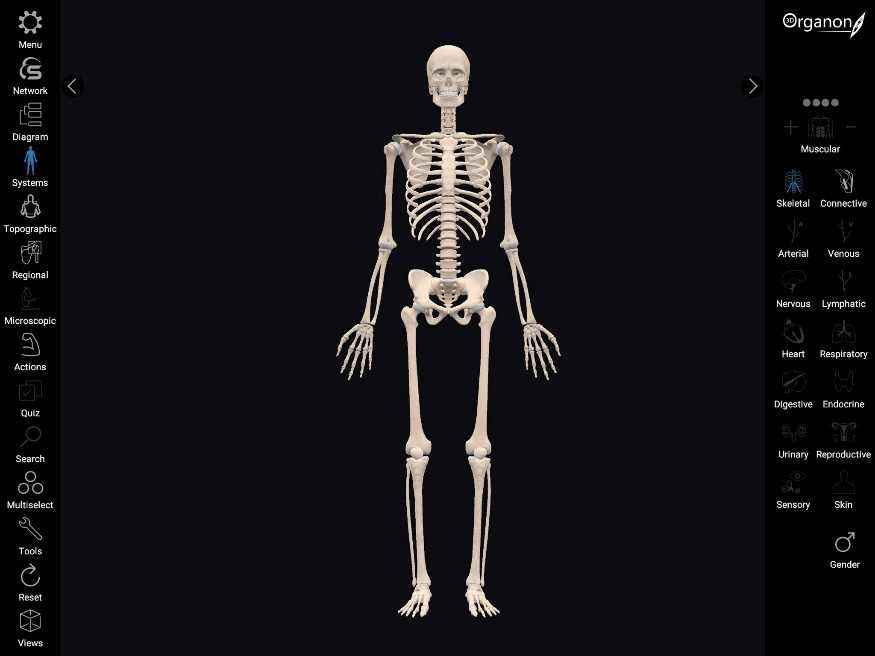 Menu
Network
Diagram
Systems
Topographic
Regional
Microscopic
Actions
Quiz
Search
Multiselect
Tools
Reset
Views
3D Organon
Muscular
Skeletal Connective
Arterial Venous
Nervous Lymphatic
Heart Respiratory
Digestive Endocrine
Urinary Reproductive
Sensory Skin
Gender